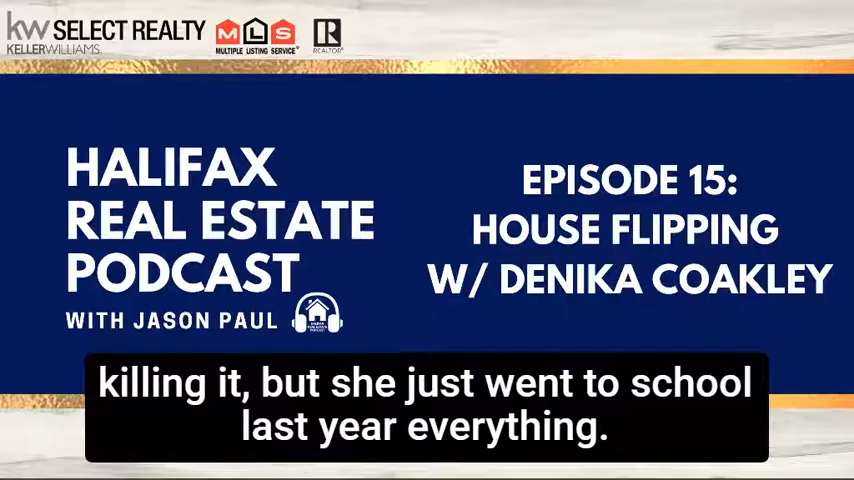 kw SELECT REALTY
KELLERWILLIAMS.
MLS
MULTIPLE LISTING SERVICE®
R
REALTOR®
HALIFAX
REAL ESTATE
PODCAST
WITH JASON PAUL
EPISODE 15:
HOUSE FLIPPING
W/ DENIKA COAKLEY
killing it, but she just went to school
last year everything.